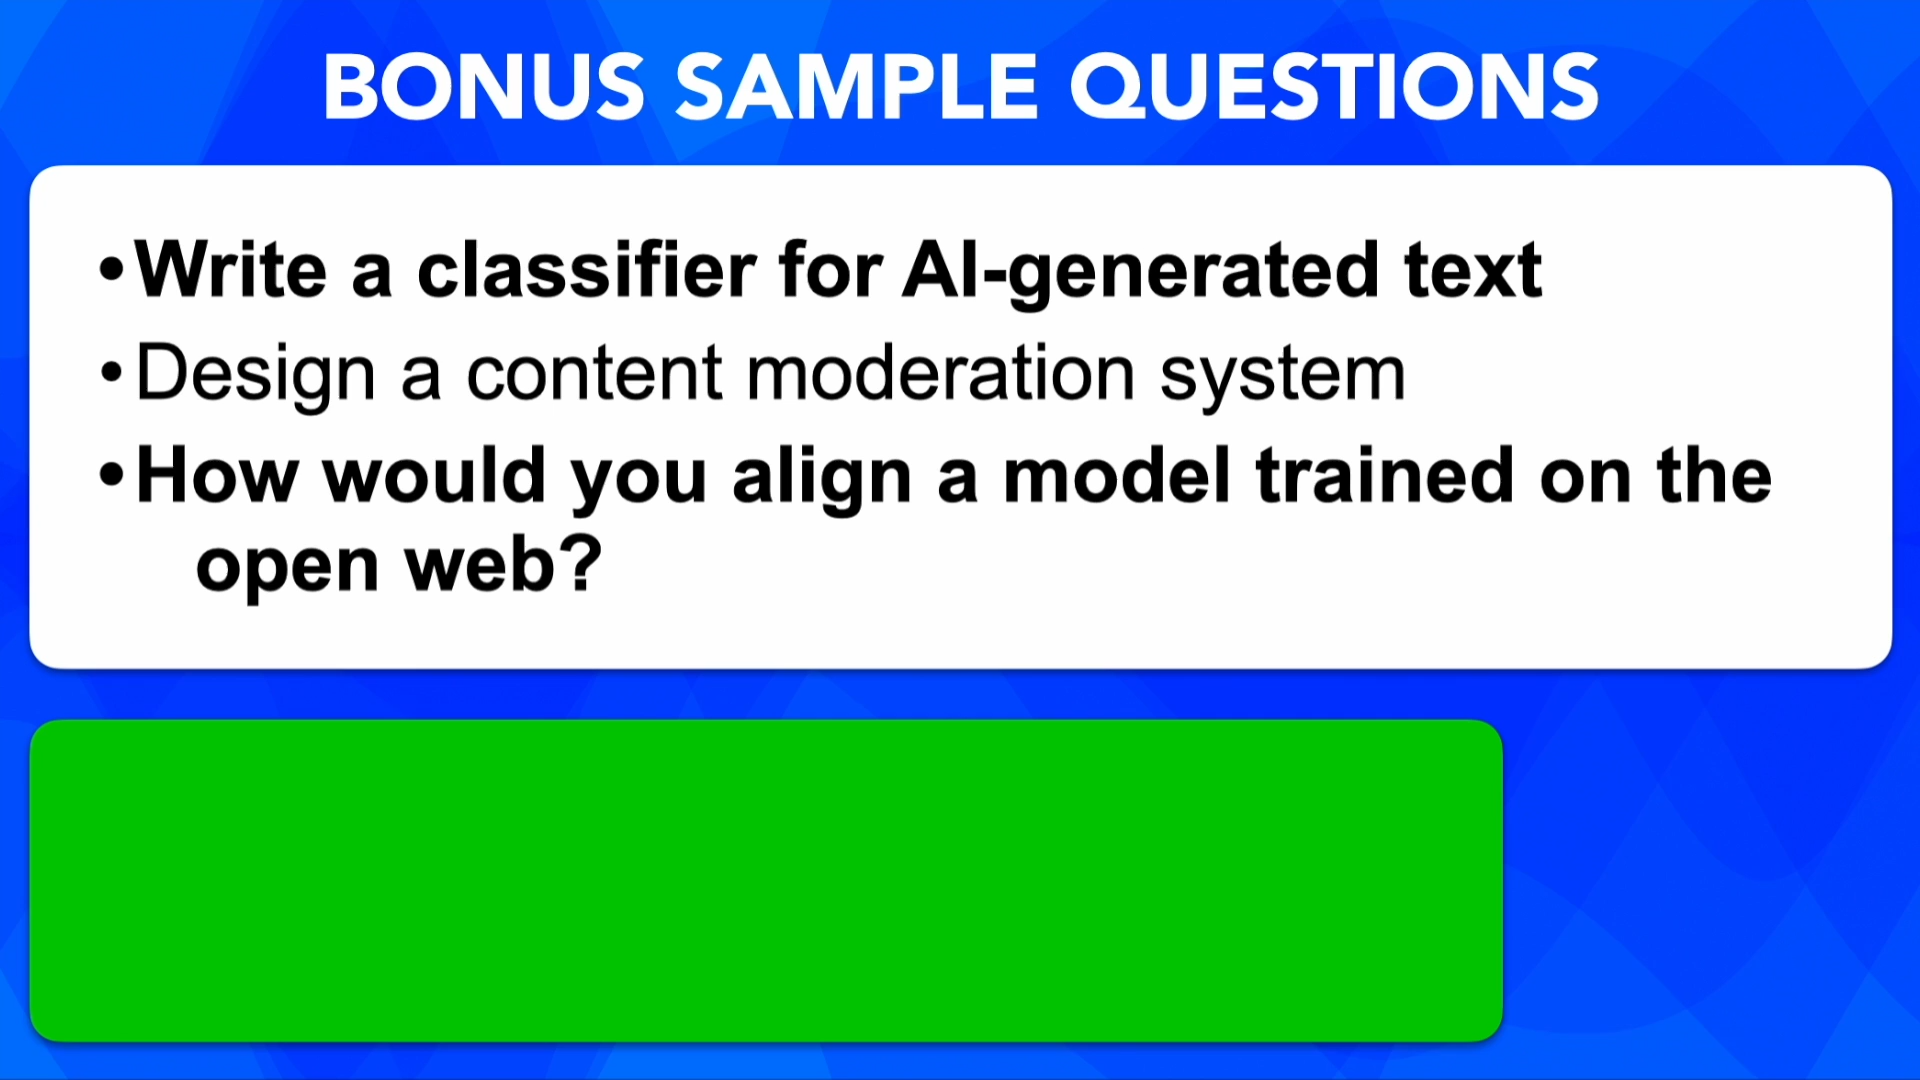 BONUS SAMPLE QUESTIONS
•Write a classifier for AI-generated text
•Design a content moderation system
•How would you align a model trained on the
open web?